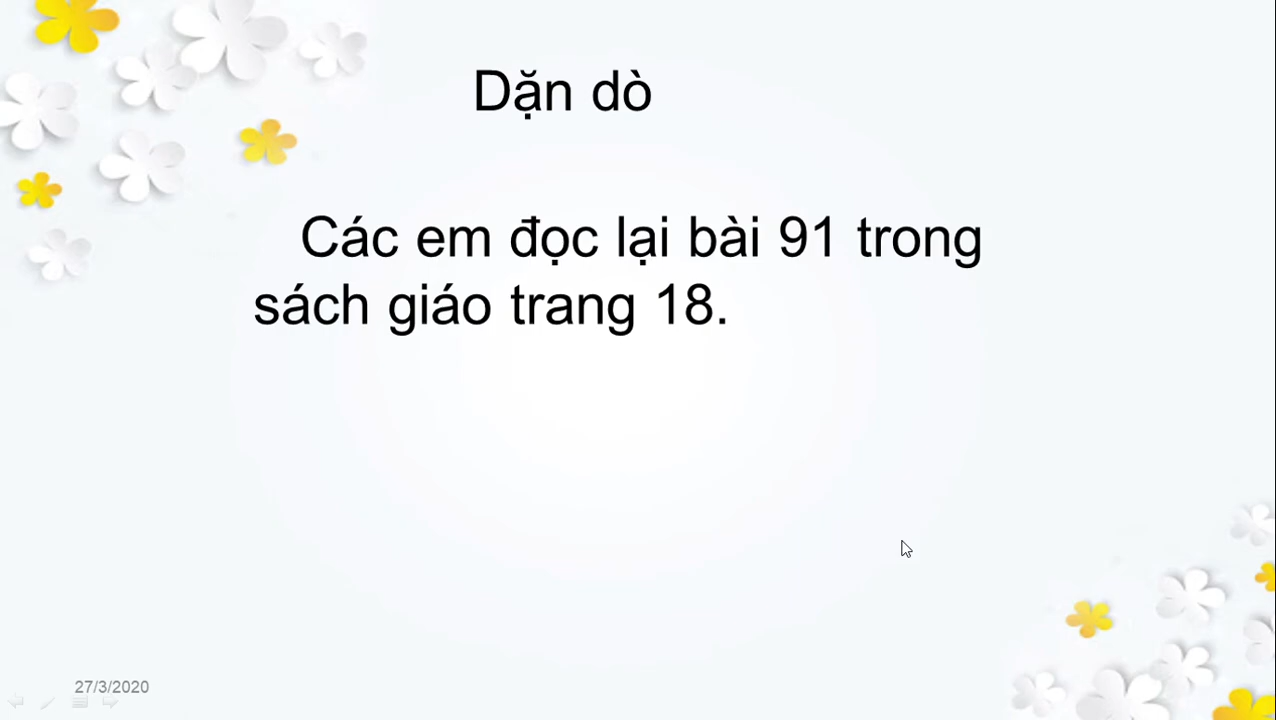 Dặn dò
Các em đọc lại bài 91 trong
sách giáo trang 18.
27/3/2020